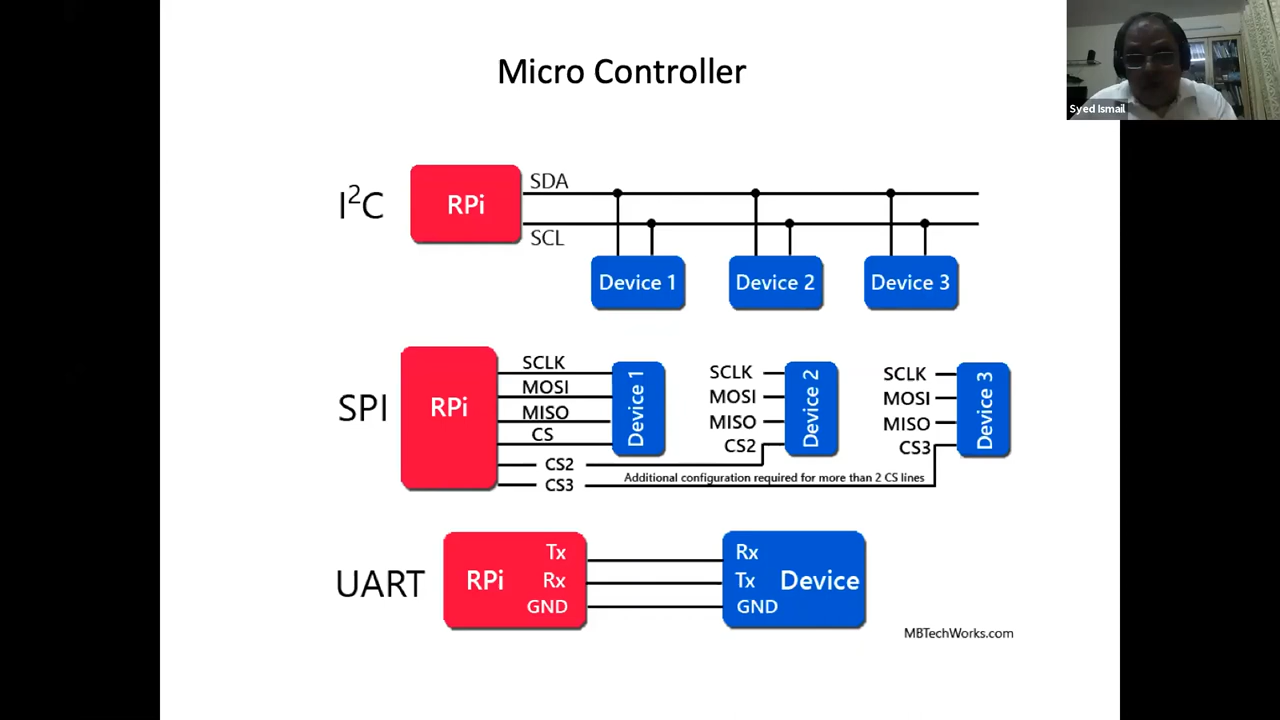 Micro Controller
Syed Ismail
I²C
RPi
SDA
SCL
Device 1
Device 2
Device 3
SPI
RPi
SCLK
MOSI
MISO
CS
CS2
CS3
Device 1
SCLK
MOSI
MISO
CS2
Device 2
SCLK
MOSI
MISO
CS3
Device 3
Additional configuration required for more than 2 CS lines
UART
RPi
Tx
Rx
GND
Rx
Tx
GND
Device
MBTechWorks.com